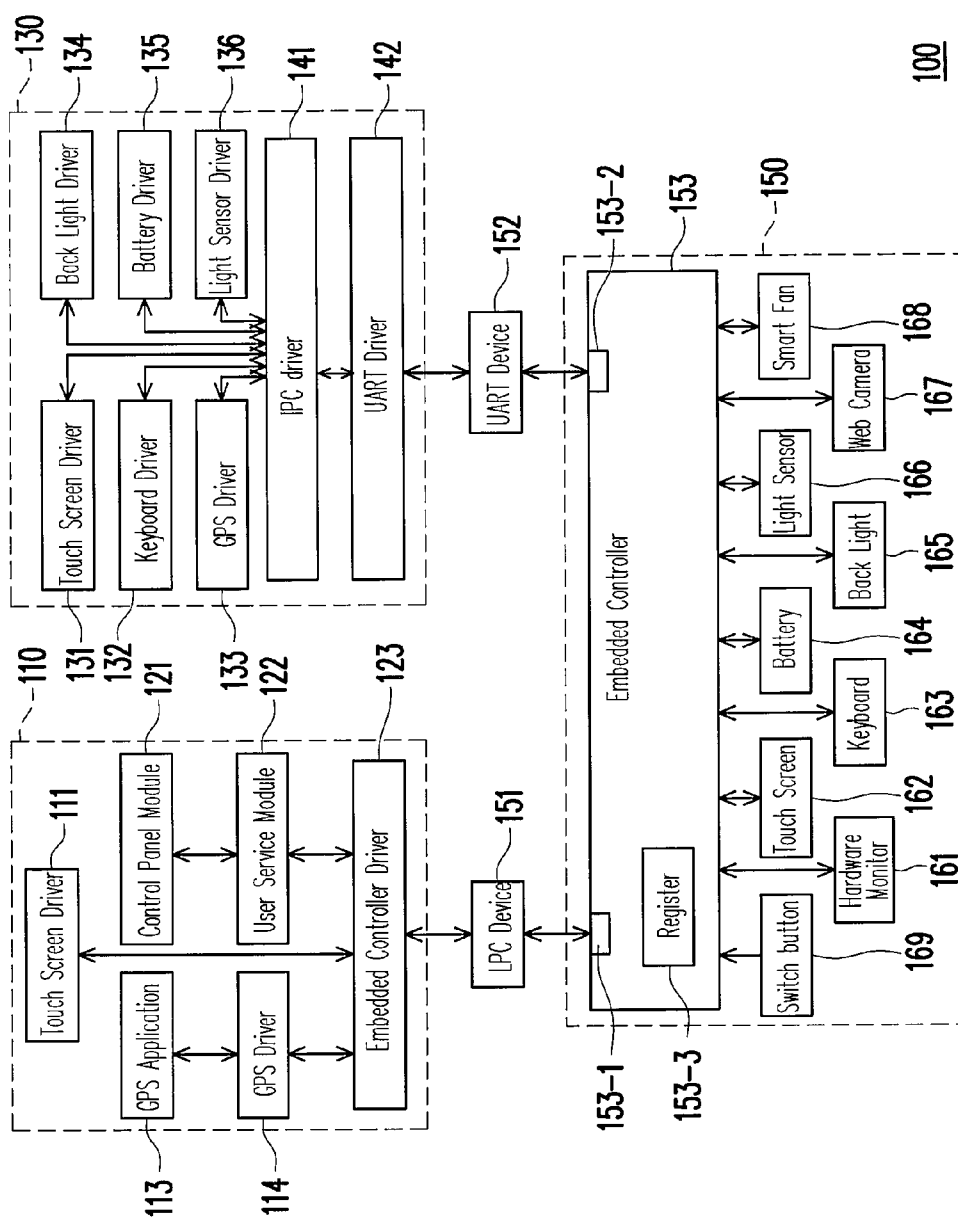 100
110
111
Touch Screen Driver
113
GPS Application
121
Control Panel Module
114
GPS Driver
122
User Service Module
123
Embedded Controller Driver
130
131
Touch Screen Driver
134
Back Light Driver
132
Keyboard Driver
135
Battery Driver
133
GPS Driver
136
Light Sensor Driver
141
IPC driver
142
UART Driver
151
LPC Device
152
UART Device
150
153-1
153-2
153
Embedded Controller
153-3
Register
169
Switch button
161
Hardware
Monitor
162
Touch Screen
163
Keyboard
164
Battery
165
Back Light
166
Light Sensor
167
Web Camera
168
Smart Fan